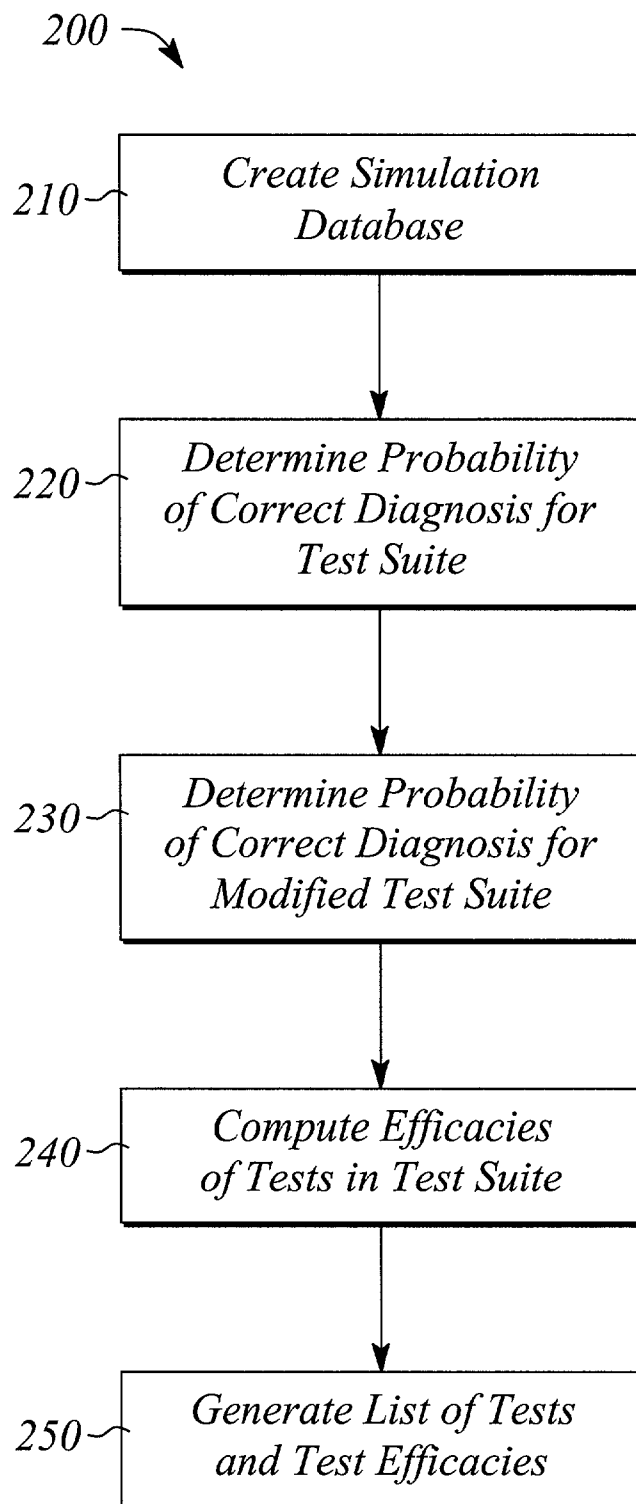 200
210
Create Simulation
Database
220
Determine Probability
of Correct Diagnosis for
Test Suite
230
Determine Probability
of Correct Diagnosis for
Modified Test Suite
240
Compute Efficacies
of Tests in Test Suite
250
Generate List of Tests
and Test Efficacies